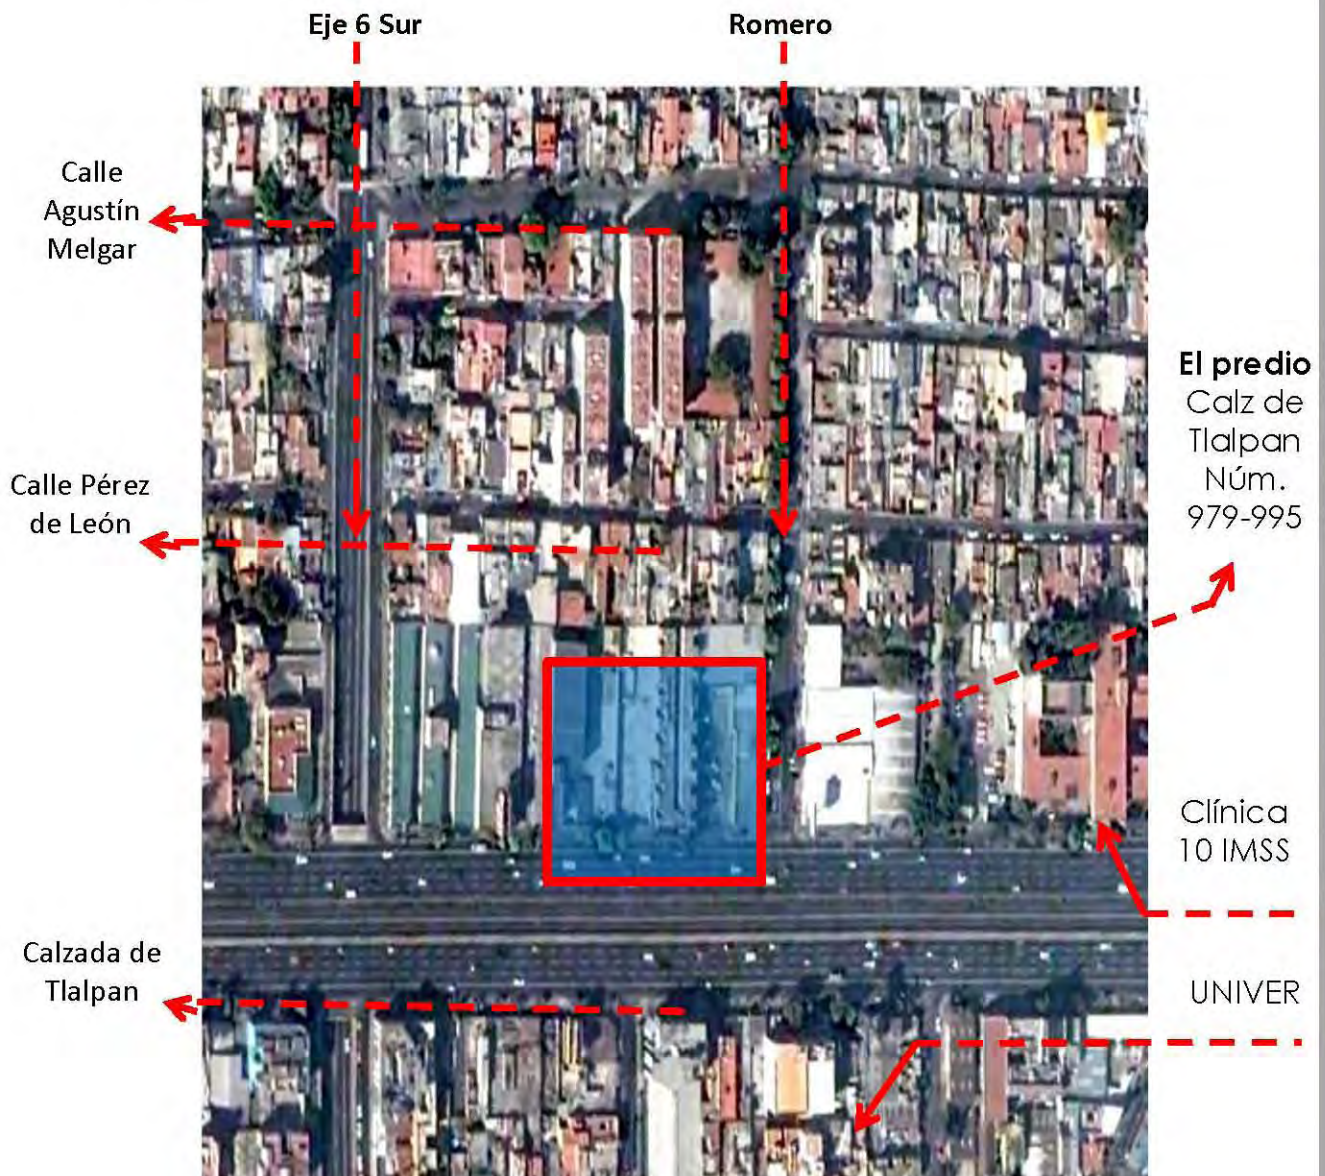 Eje 6 Sur
Romero
Calle
Agustín
Melgar
El predio
Calz de
Tlalpan
Núm.
979-995
Calle Pérez
de León
Clínica
10 IMSS
Calzada de
Tlalpan
UNIVER